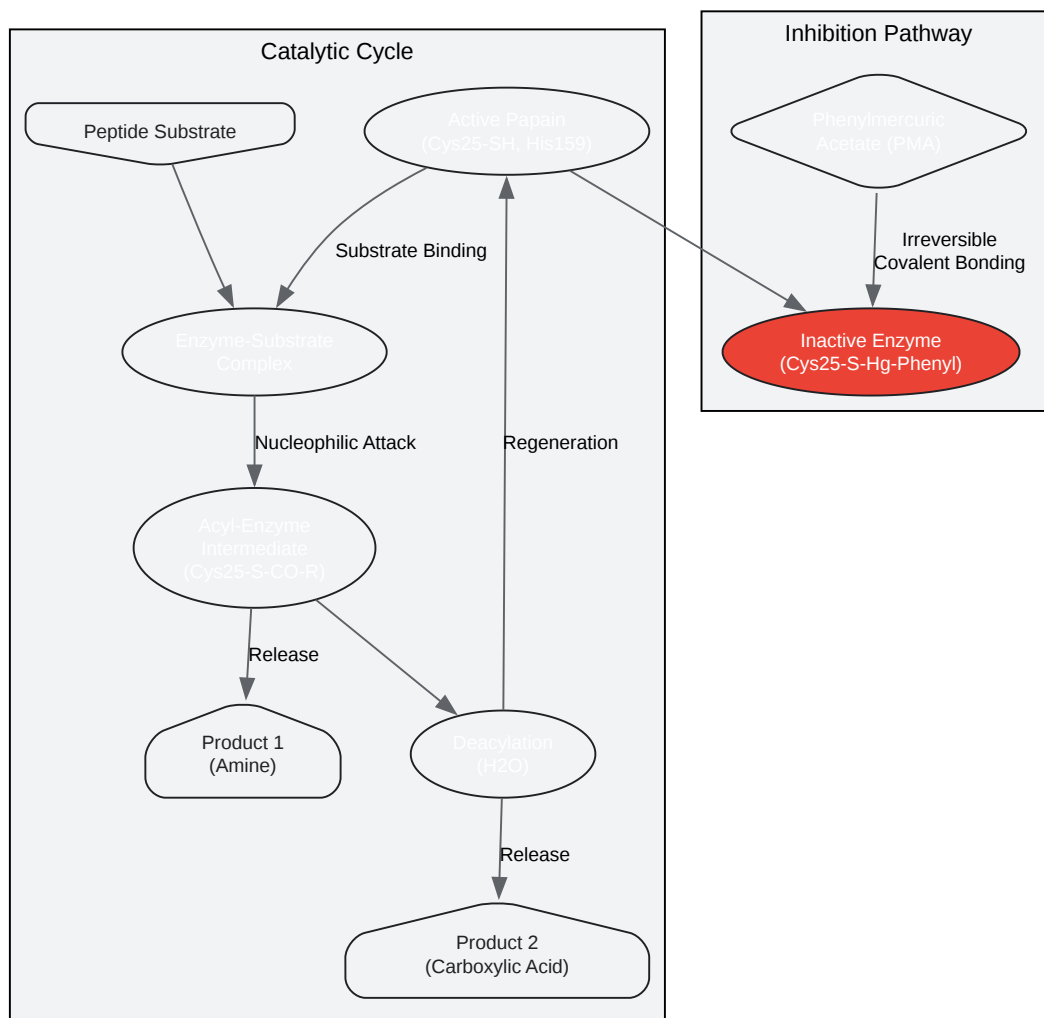 Catalytic Cycle
Peptide Substrate
Active Papain
(Cys25-SH, His159)
Substrate Binding
Enzyme-Substrate
Complex
Nucleophilic Attack
Regeneration
Acyl-Enzyme
Intermediate
(Cys25-S-CO-R)
Release
Product 1
(Amine)
Deacylation
(H2O)
Release
Product 2
(Carboxylic Acid)
Inhibition Pathway
Phenylmercuric
Acetate (PMA)
Irreversible
Covalent Bonding
Inactive Enzyme
(Cys25-S-Hg-Phenyl)